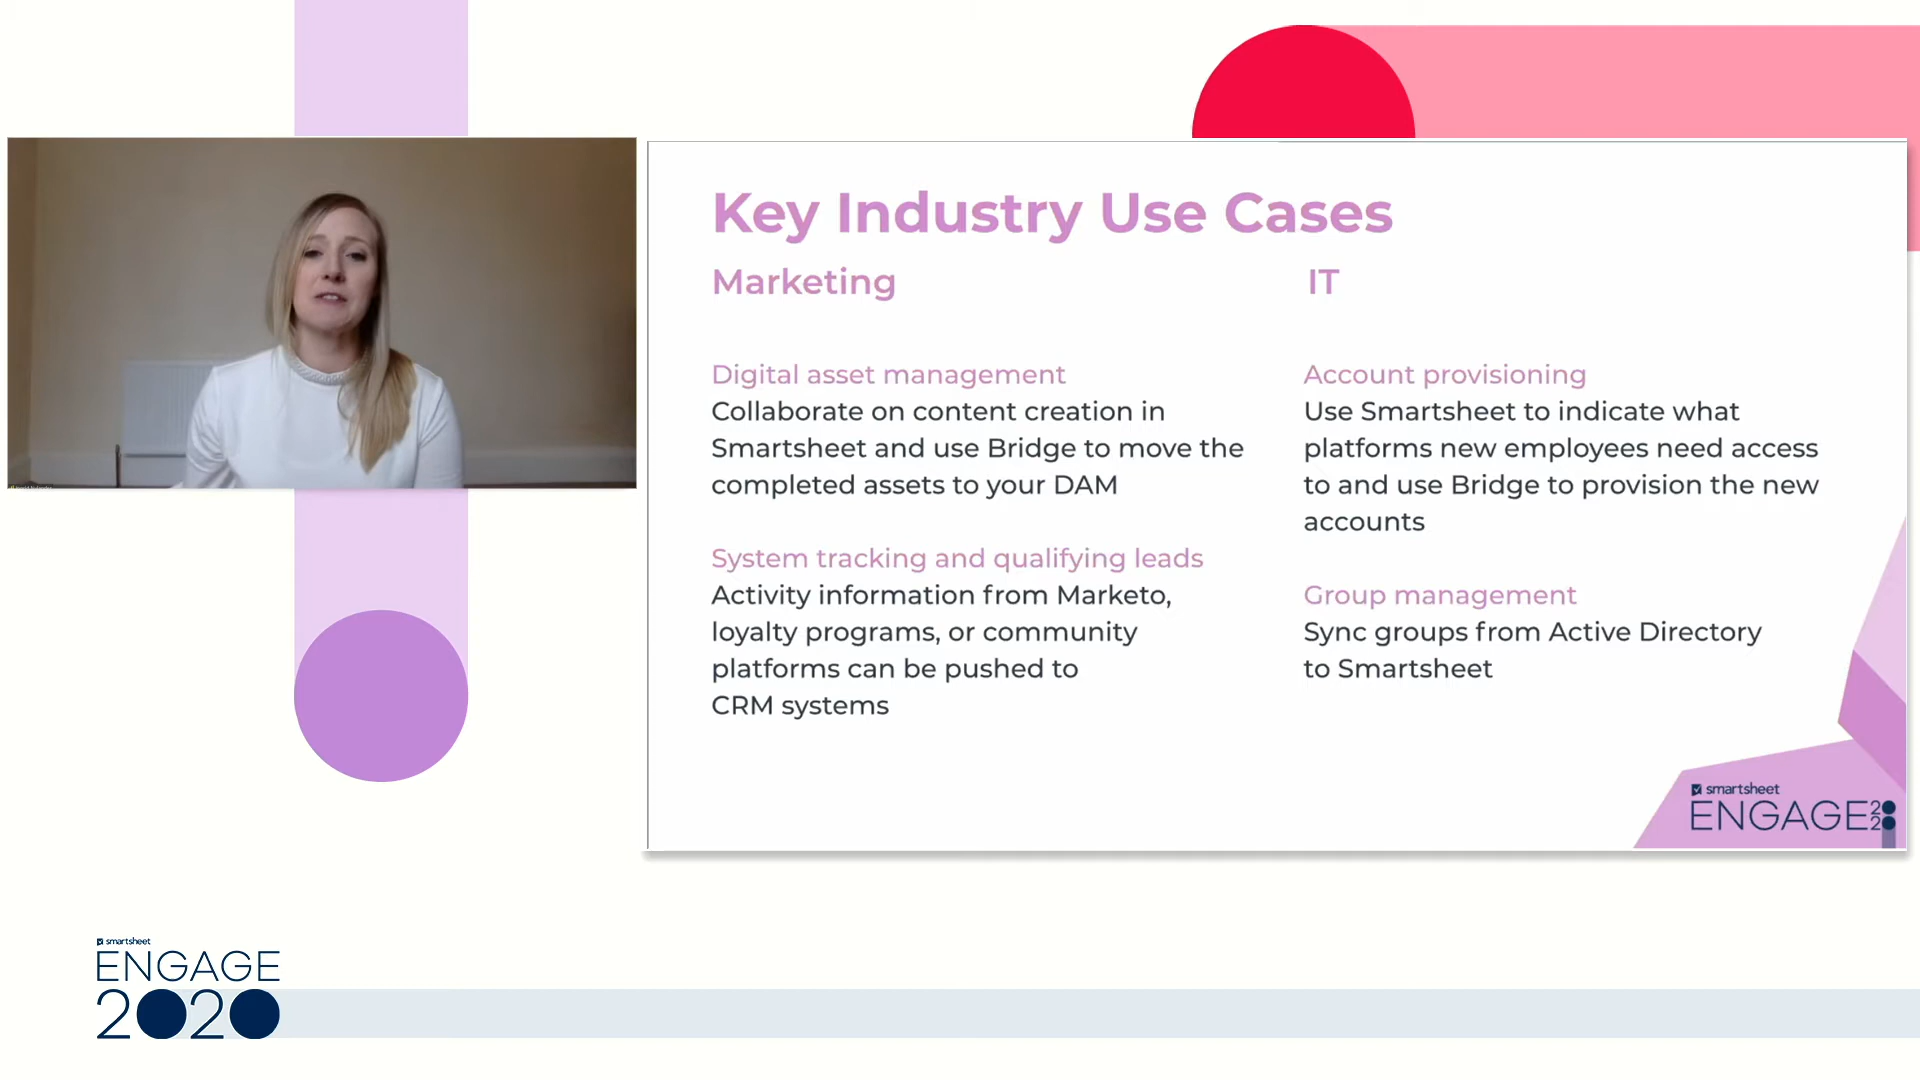 Key Industry Use Cases
Marketing
Digital asset management
Collaborate on content creation in
Smartsheet and use Bridge to move the
completed assets to your DAM
System tracking and qualifying leads
Activity information from Marketo,
loyalty programs, or community
platforms can be pushed to
CRM systems
IT
Account provisioning
Use Smartsheet to indicate what
platforms new employees need access
to and use Bridge to provision the new
accounts
Group management
Sync groups from Active Directory
to Smartsheet
smartsheet
ENGAGE 2020
smartsheet
ENGAGE
2020